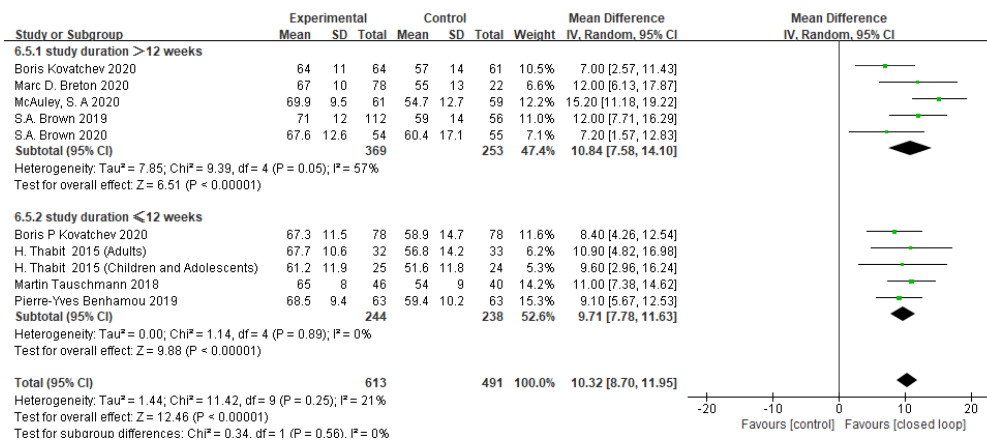 Experimental Control Mean Difference Mean Difference
Study or Subgroup Mean SD Total Mean SD Total Weight IV, Random, 95% CI IV, Random, 95% CI
6.5.1 study duration ＞12 weeks
Boris Kovatchev 2020 64 11 64 57 14 61 10.5% 7.00 [2.57, 11.43]
Marc D. Breton 2020 67 10 78 55 13 22 6.6% 12.00 [6.13, 17.87]
McAuley, S. A 2020 69.9 9.5 61 54.7 12.7 59 12.2% 15.20 [11.18, 19.22]
S.A. Brown 2019 71 12 112 59 14 56 11.0% 12.00 [7.71, 16.29]
S.A. Brown 2020 67.6 12.6 54 60.4 17.1 55 7.1% 7.20 [1.57, 12.83]
Subtotal (95% CI) 369 253 47.4% 10.84 [7.58, 14.10]
Heterogeneity: Tau² = 7.85; Chi² = 9.39, df = 4 (P = 0.05); I² = 57%
Test for overall effect: Z = 6.51 (P < 0.00001)
6.5.2 study duration ≤12 weeks
Boris P Kovatchev 2020 67.3 11.5 78 58.9 14.7 78 11.6% 8.40 [4.26, 12.54]
H. Thabit 2015 (Adults) 67.7 10.6 32 56.8 14.2 33 6.2% 10.90 [4.82, 16.98]
H. Thabit 2015 (Children and Adolescents) 61.2 11.9 25 51.6 11.8 24 5.3% 9.60 [2.96, 16.24]
Martin Tauschmann 2018 65 8 46 54 9 40 14.2% 11.00 [7.38, 14.62]
Pierre-Yves Benhamou 2019 68.5 9.4 63 59.4 10.2 63 15.3% 9.10 [5.67, 12.53]
Subtotal (95% CI) 244 238 52.6% 9.71 [7.78, 11.63]
Heterogeneity: Tau² = 0.00; Chi² = 1.14, df = 4 (P = 0.89); I² = 0%
Test for overall effect: Z = 9.88 (P < 0.00001)
Total (95% CI) 613 491 100.0% 10.32 [8.70, 11.95]
Heterogeneity: Tau² = 1.44; Chi² = 11.42, df = 9 (P = 0.25); I² = 21%
Test for overall effect: Z = 12.46 (P < 0.00001)
Test for subgroup differences: Chi² = 0.34, df = 1 (P = 0.56), I² = 0%
-20 -10 0 10 20
Favours [control] Favours [closed loop]